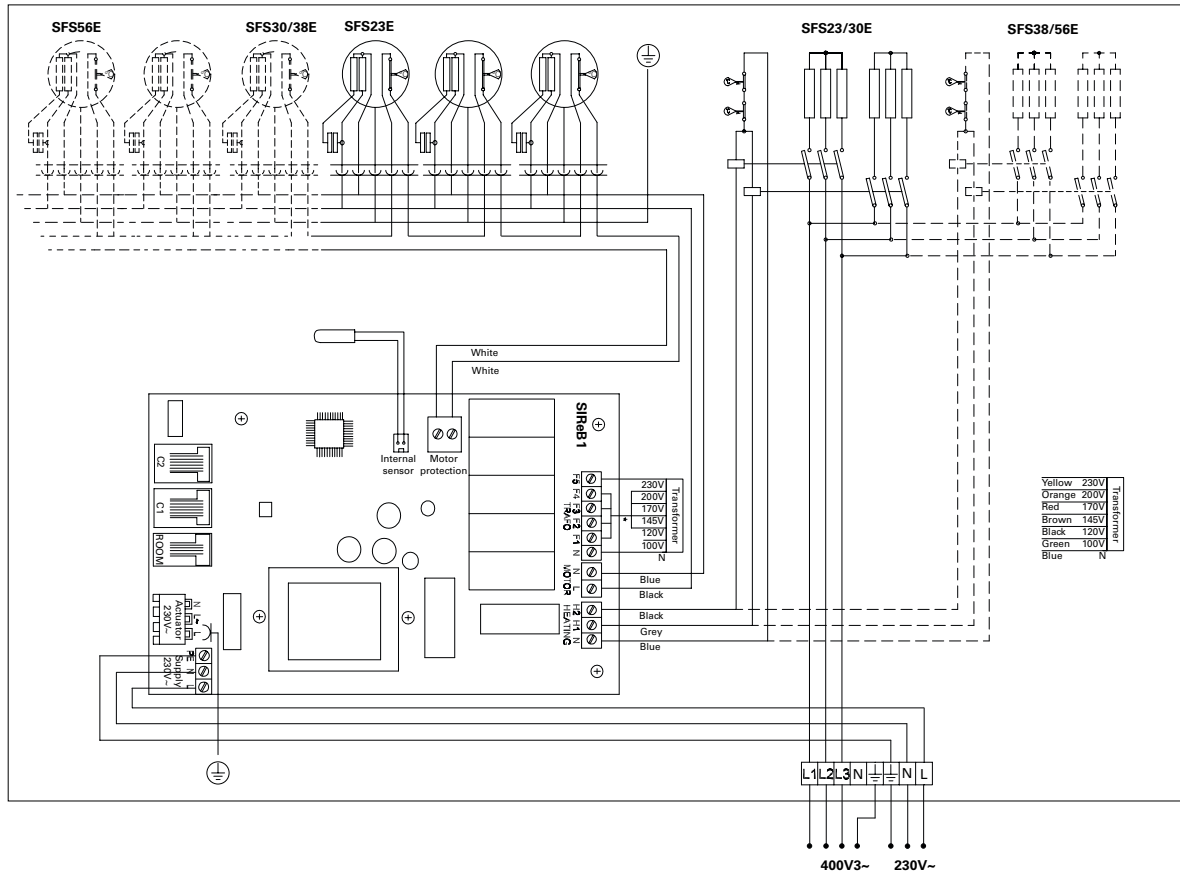 SFS56E
SFS30/38E
SFS23E
SFS23/30E
SFS38/56E
White
White
SIReB1
C2
C1
ROOM
Internal
sensor
Motor
protection
F5
F4
F3
F2
F1
N
TRAFO
230V
200V
170V
145V
120V
100V
N
Transformer
*
N
L
MOTOR
Blue
Black
H2
H1
N
HEATING
Black
Grey
Blue
Actuator
230V~
N
L
PE
N
L
Supply
230V~
Yellow 230V
Orange 200V
Red 170V
Brown 145V
Black 120V
Green 100V
Blue N
Transformer
L1 L2 L3 N N L
400V3~ 230V~